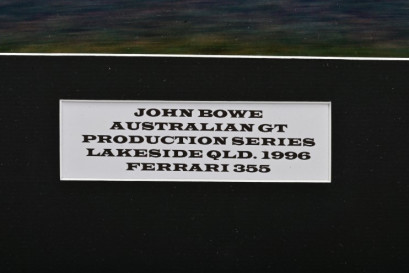 JOHN BOWE
AUSTRALIAN GT
PRODUCTION SERIES
LAKESIDE QLD. 1996
FERRARI 355